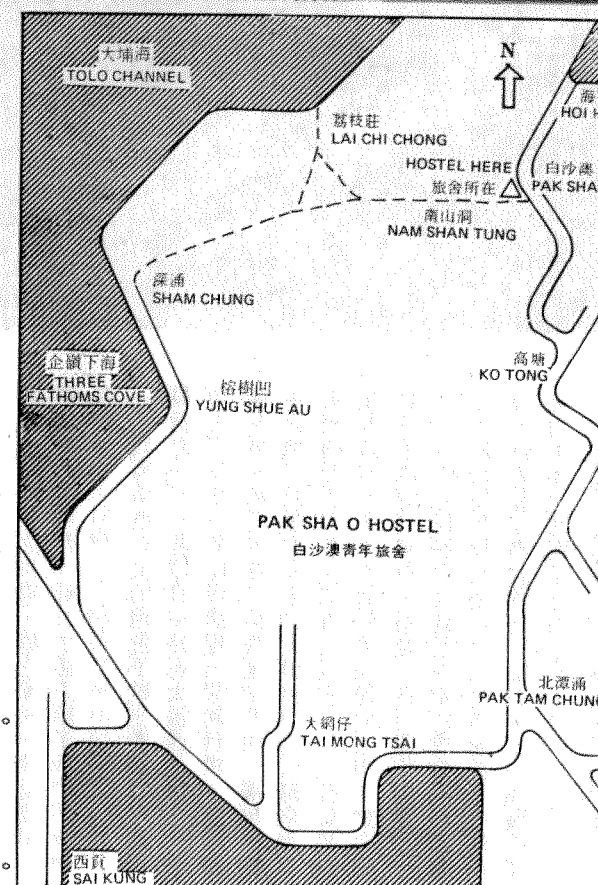 大埔海
TOLO CHANNEL
N
荔枝莊
LAI CHI CHONG
海
HOI H
HOSTEL HERE
旅舍所在
白沙澳
PAK SHA
南山洞
NAM SHAN TUNG
深涌
SHAM CHUNG
企嶺下海
THREE
FATHOMS COVE
榕樹凹
YUNG SHUE AU
高塘
KO TONG
PAK SHA O HOSTEL
白沙澳青年旅舍
北潭涌
PAK TAM CHUNG
大網仔
TAI MONG TSAI
西貢
SAI KUNG